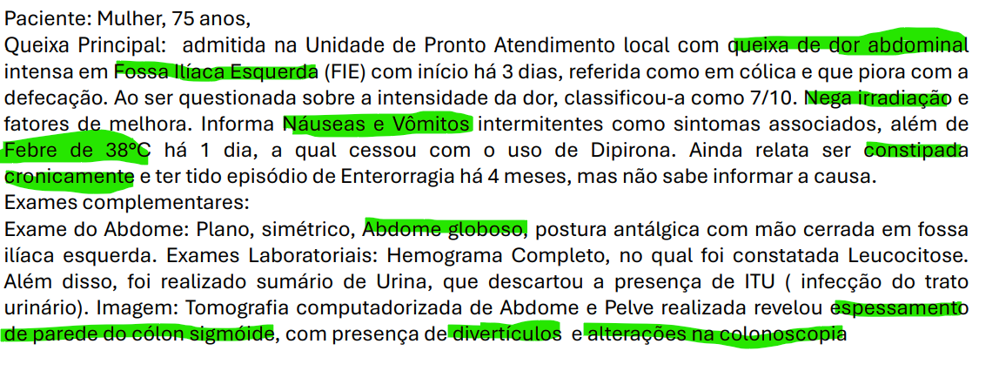 Paciente: Mulher, 75 anos,
Queixa Principal: admitida na Unidade de Pronto Atendimento local com queixa de dor abdominal
intensa em Fossa Ilíaca Esquerda (FIE) com início há 3 dias, referida como em cólica e que piora com a
defecação. Ao ser questionada sobre a intensidade da dor, classificou-a como 7/10. Nega irradiação e
fatores de melhora. Informa Náuseas e Vômitos intermitentes como sintomas associados, além de
Febre de 38°C há 1 dia, a qual cessou com o uso de Dipirona. Ainda relata ser constipada
cronicamente e ter tido episódio de Enterorragia há 4 meses, mas não sabe informar a causa.
Exames complementares:
Exame do Abdome: Plano, simétrico, Abdome globoso, postura antálgica com mão cerrada em fossa
ilíaca esquerda. Exames Laboratoriais: Hemograma Completo, no qual foi constatada Leucocitose.
Além disso, foi realizado sumário de Urina, que descartou a presença de ITU ( infecção do trato
urinário). Imagem: Tomografia computadorizada de Abdome e Pelve realizada revelou espessamento
de parede do cólon sigmóide, com presença de divertículos e alterações na colonoscopia